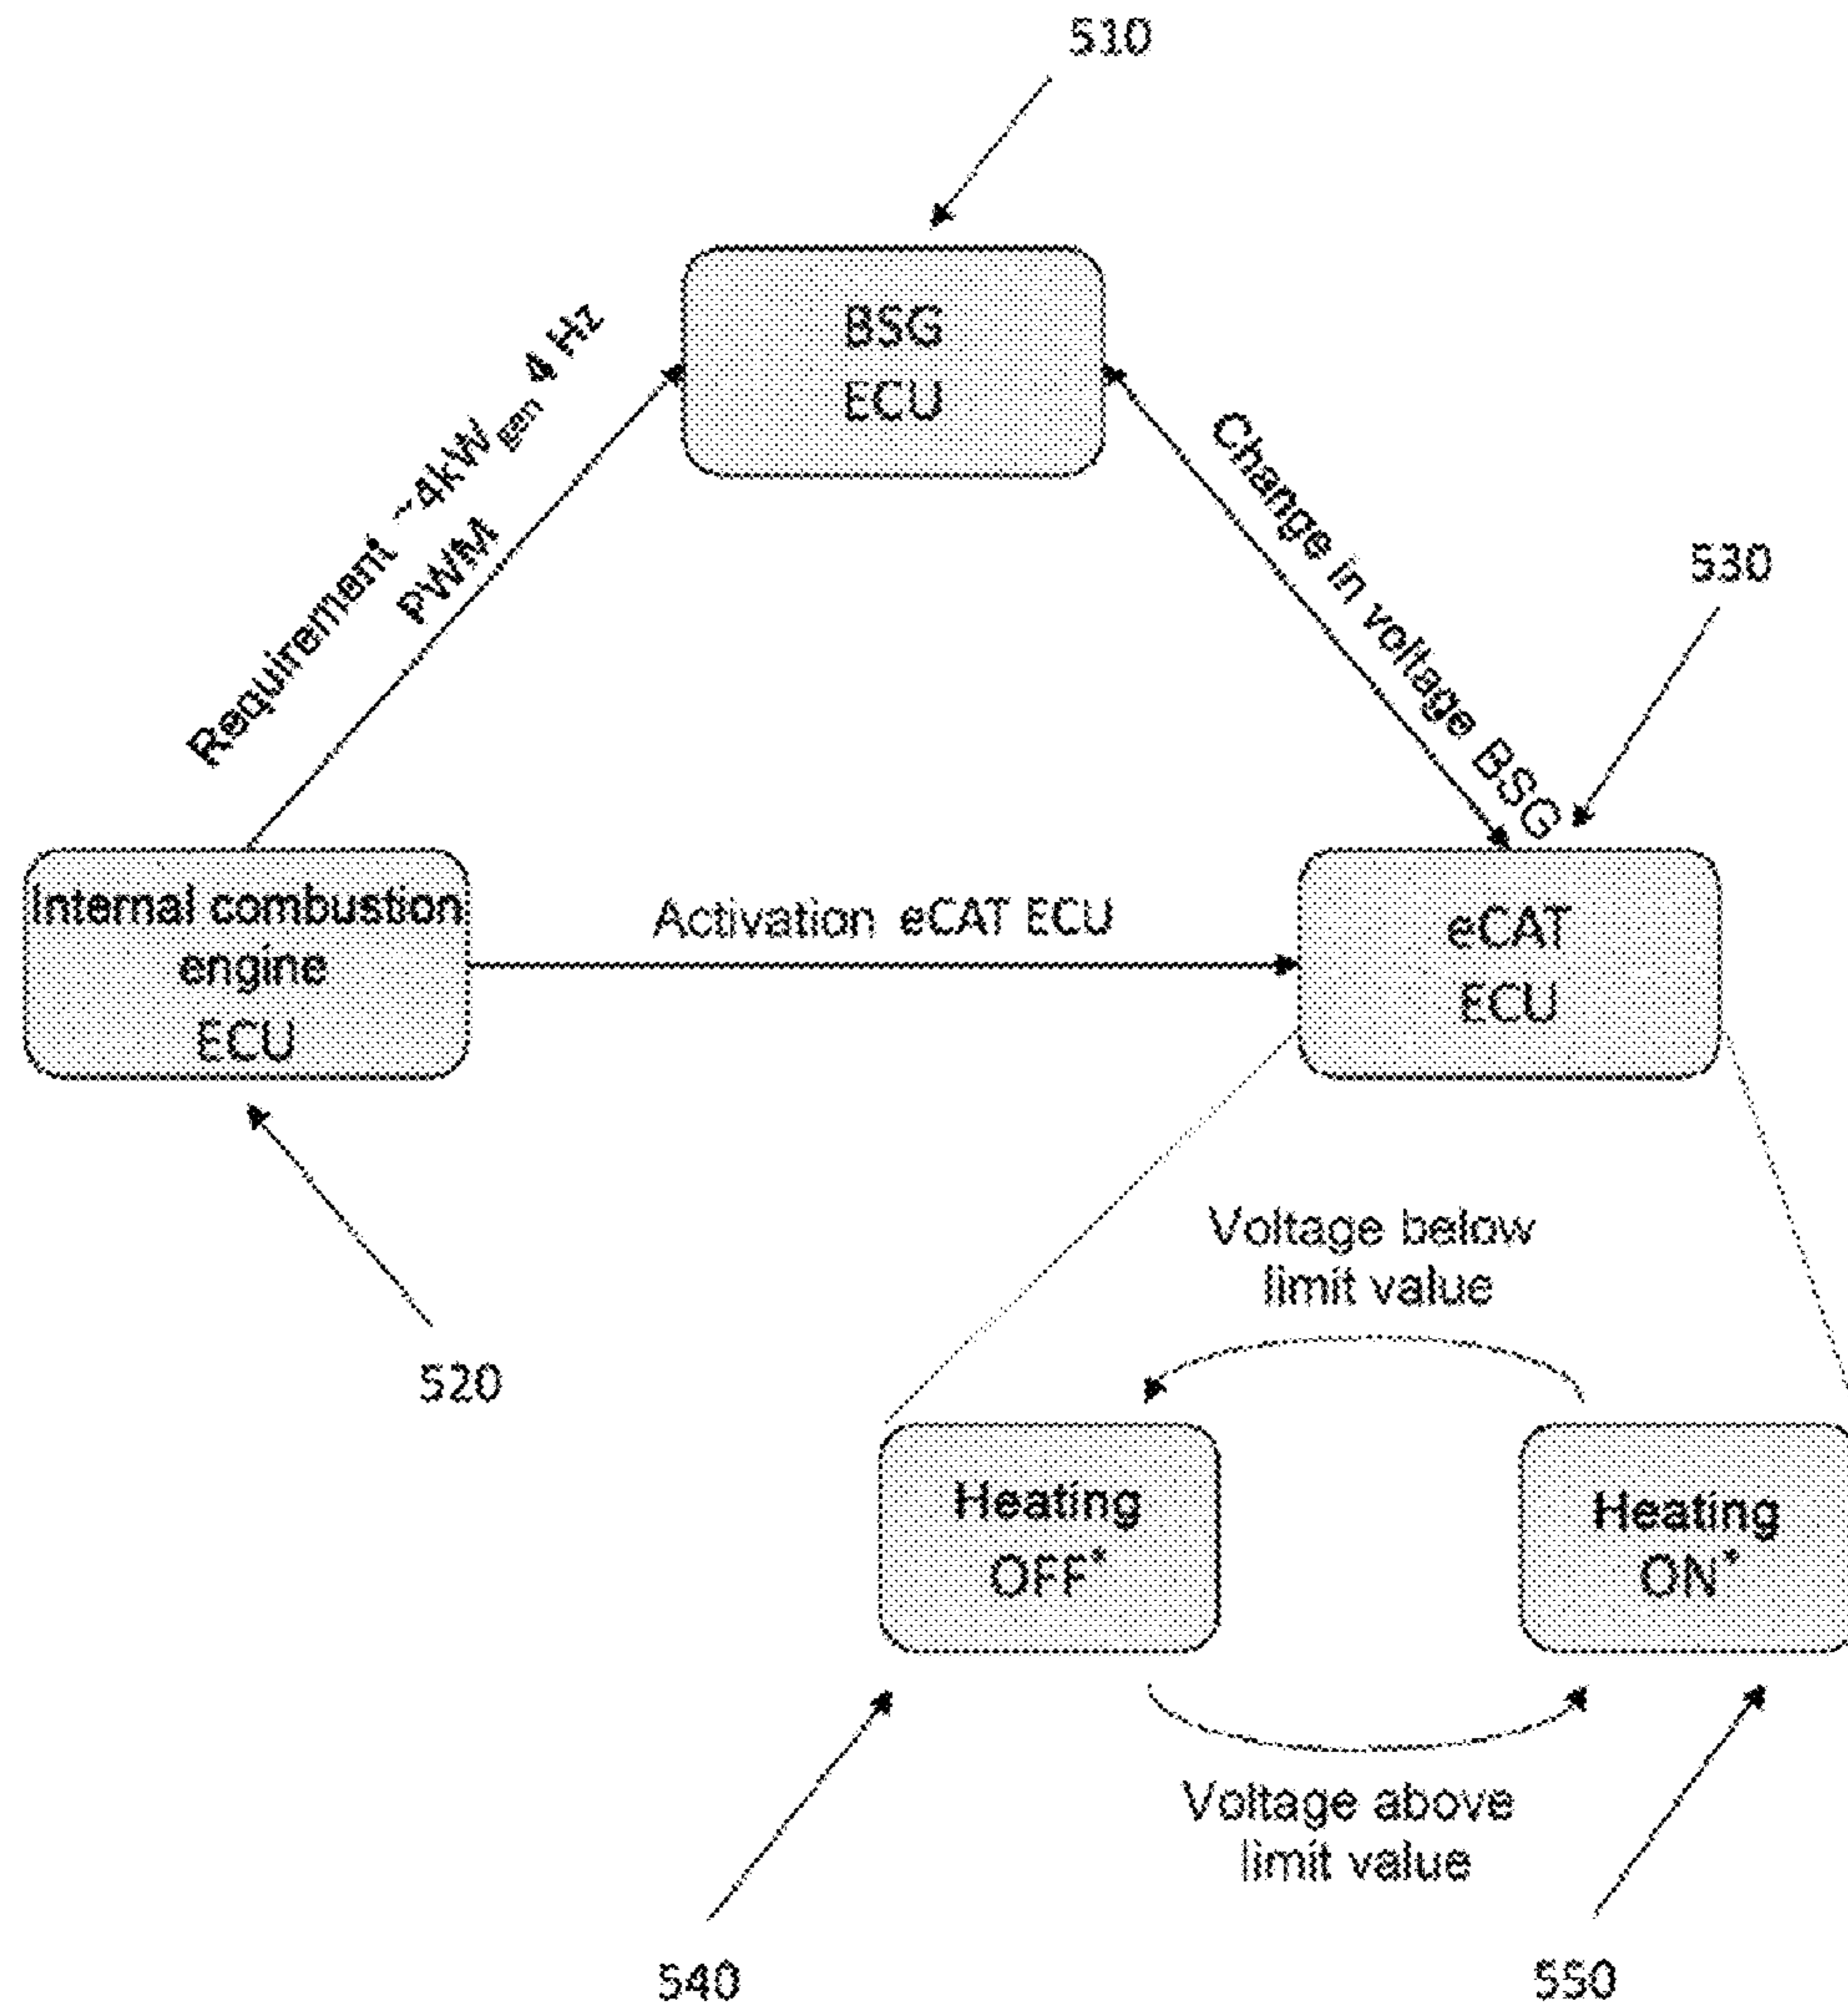 510
BSG
ECU
Requirement ~4kW gen 4 Hz
PWM
Change in voltage BSG
530
Internal combustion
engine
ECU
Activation eCAT ECU
eCAT
ECU
520
Voltage below
limit value
Heating
OFF*
Heating
ON*
Voltage above
limit value
540
550